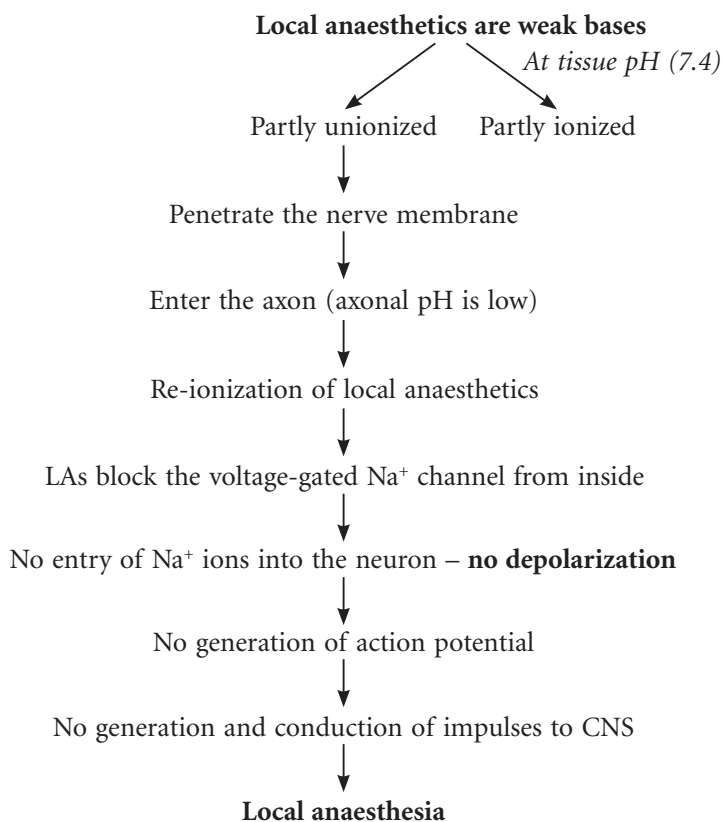 Local anaesthetics are weak bases
At tissue pH (7.4)
Partly unionized
Partly ionized
Penetrate the nerve membrane
Enter the axon (axonal pH is low)
Re-ionization of local anaesthetics
LAs block the voltage-gated Na⁺ channel from inside
No entry of Na⁺ ions into the neuron – no depolarization
No generation of action potential
No generation and conduction of impulses to CNS
Local anaesthesia